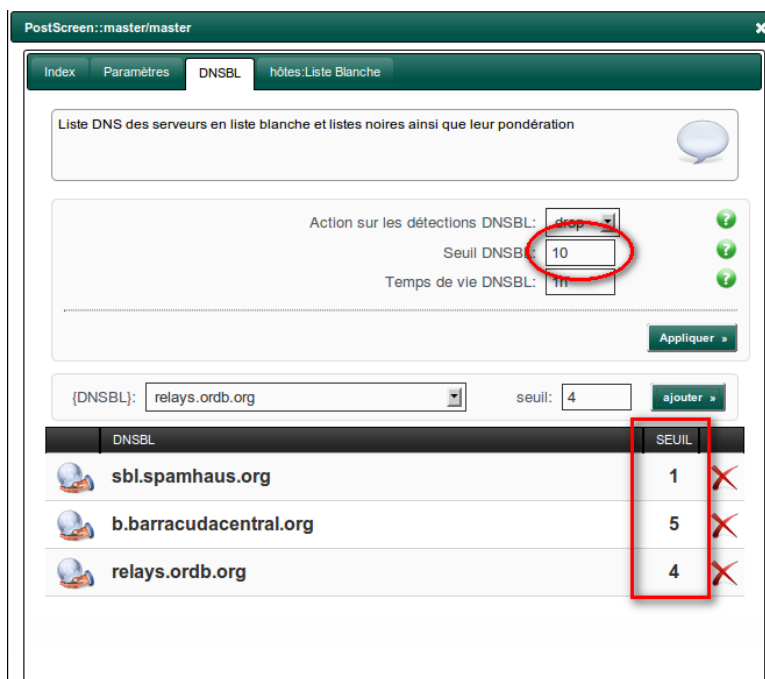 PostScreen::master/master
Index Paramètres DNSBL hôtes:Liste Blanche
Liste DNS des serveurs en liste blanche et listes noires ainsi que leur pondération
Action sur les détections DNSBL: drop
Seuil DNSBL: 10
Temps de vie DNSBL: 1h
Appliquer »
{DNSBL}: relays.ordb.org seuil: 4 ajouter »
DNSBL SEUIL
sbl.spamhaus.org 1
b.barracudacentral.org 5
relays.ordb.org 4